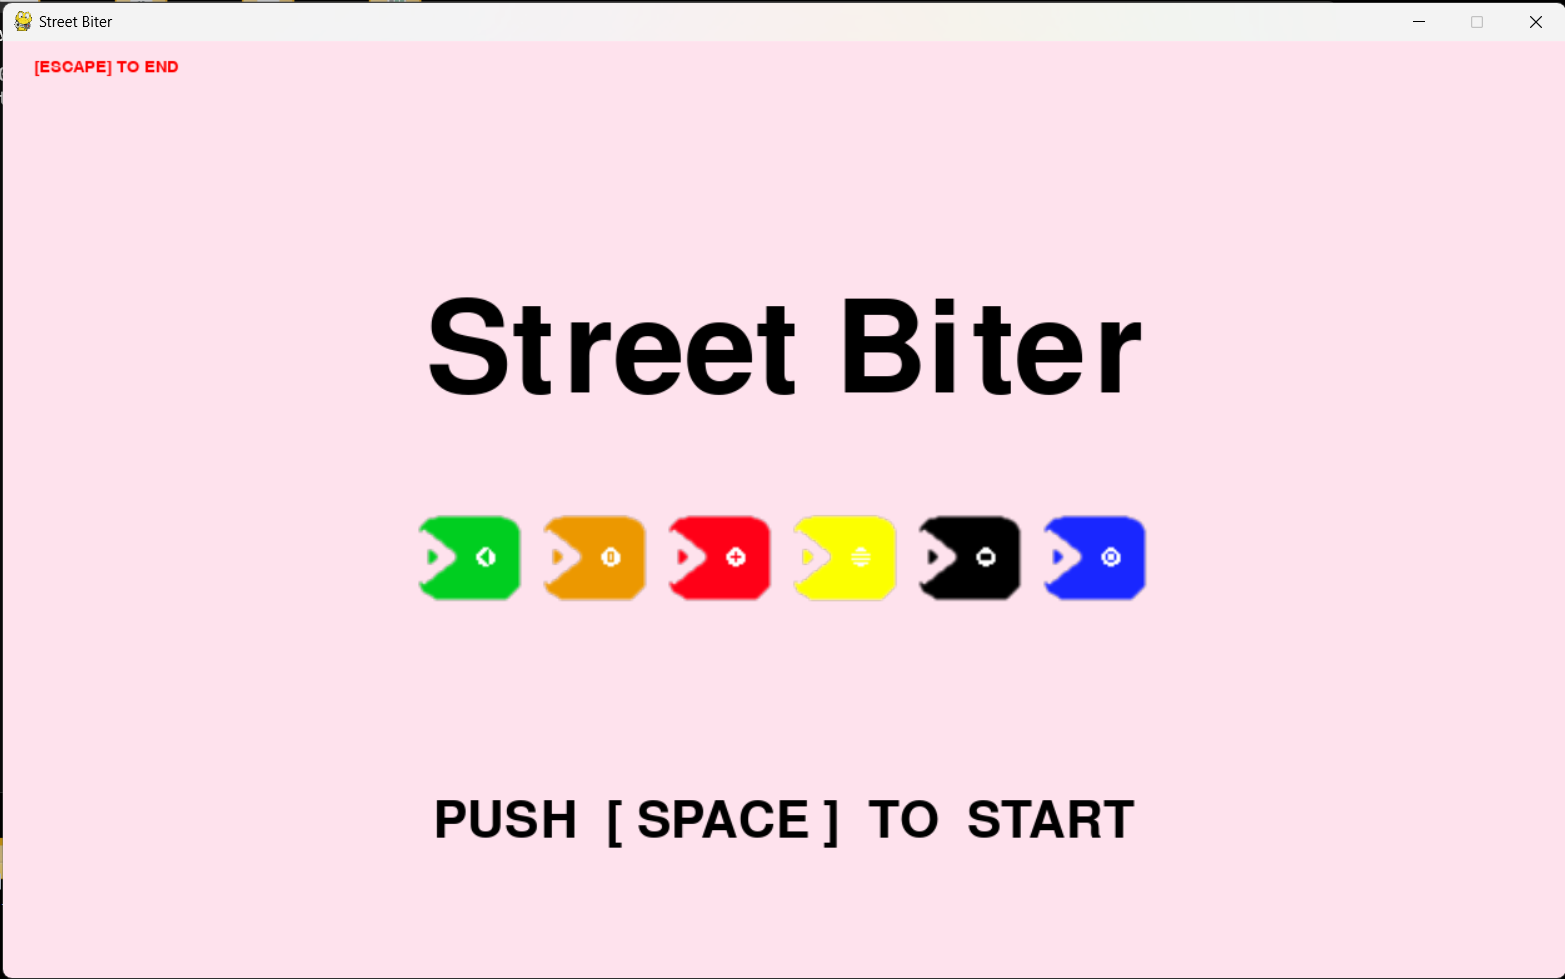 Street Biter
[ESCAPE] TO END
Street Biter
PUSH [ SPACE ] TO START